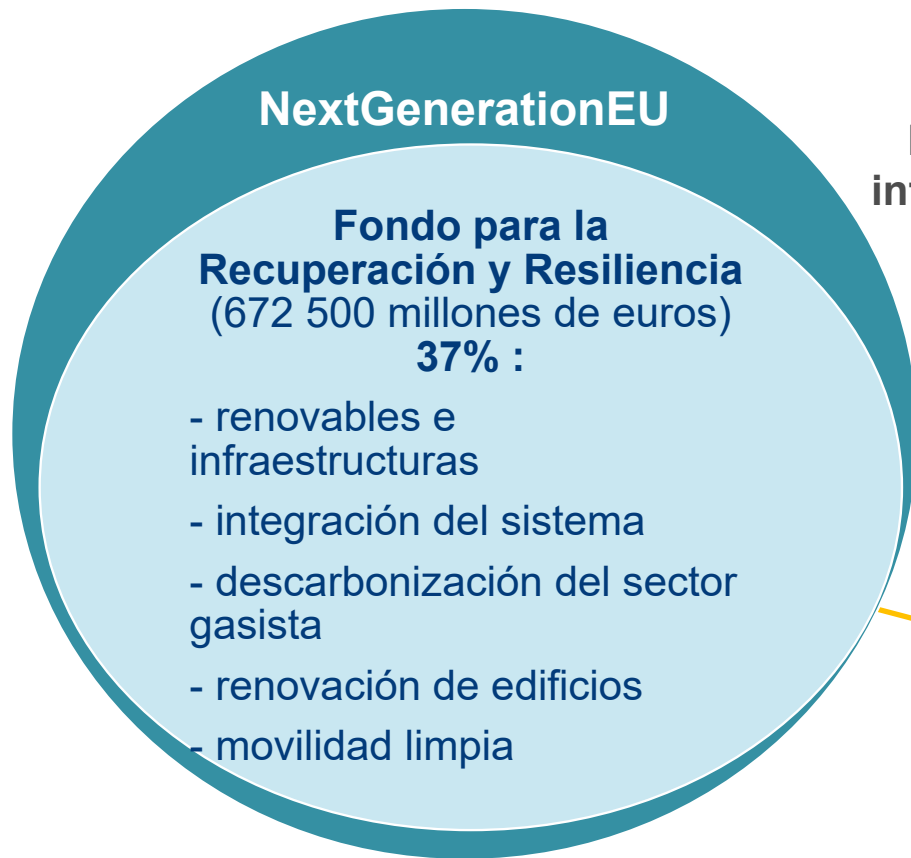 NextGenerationEU
Fondo para la
Recuperación y Resiliencia
(672 500 millones de euros)
37% :
- renovables e
infraestructuras
- integración del sistema
- descarbonización del sector
gasista
- renovación de edificios
- movilidad limpia